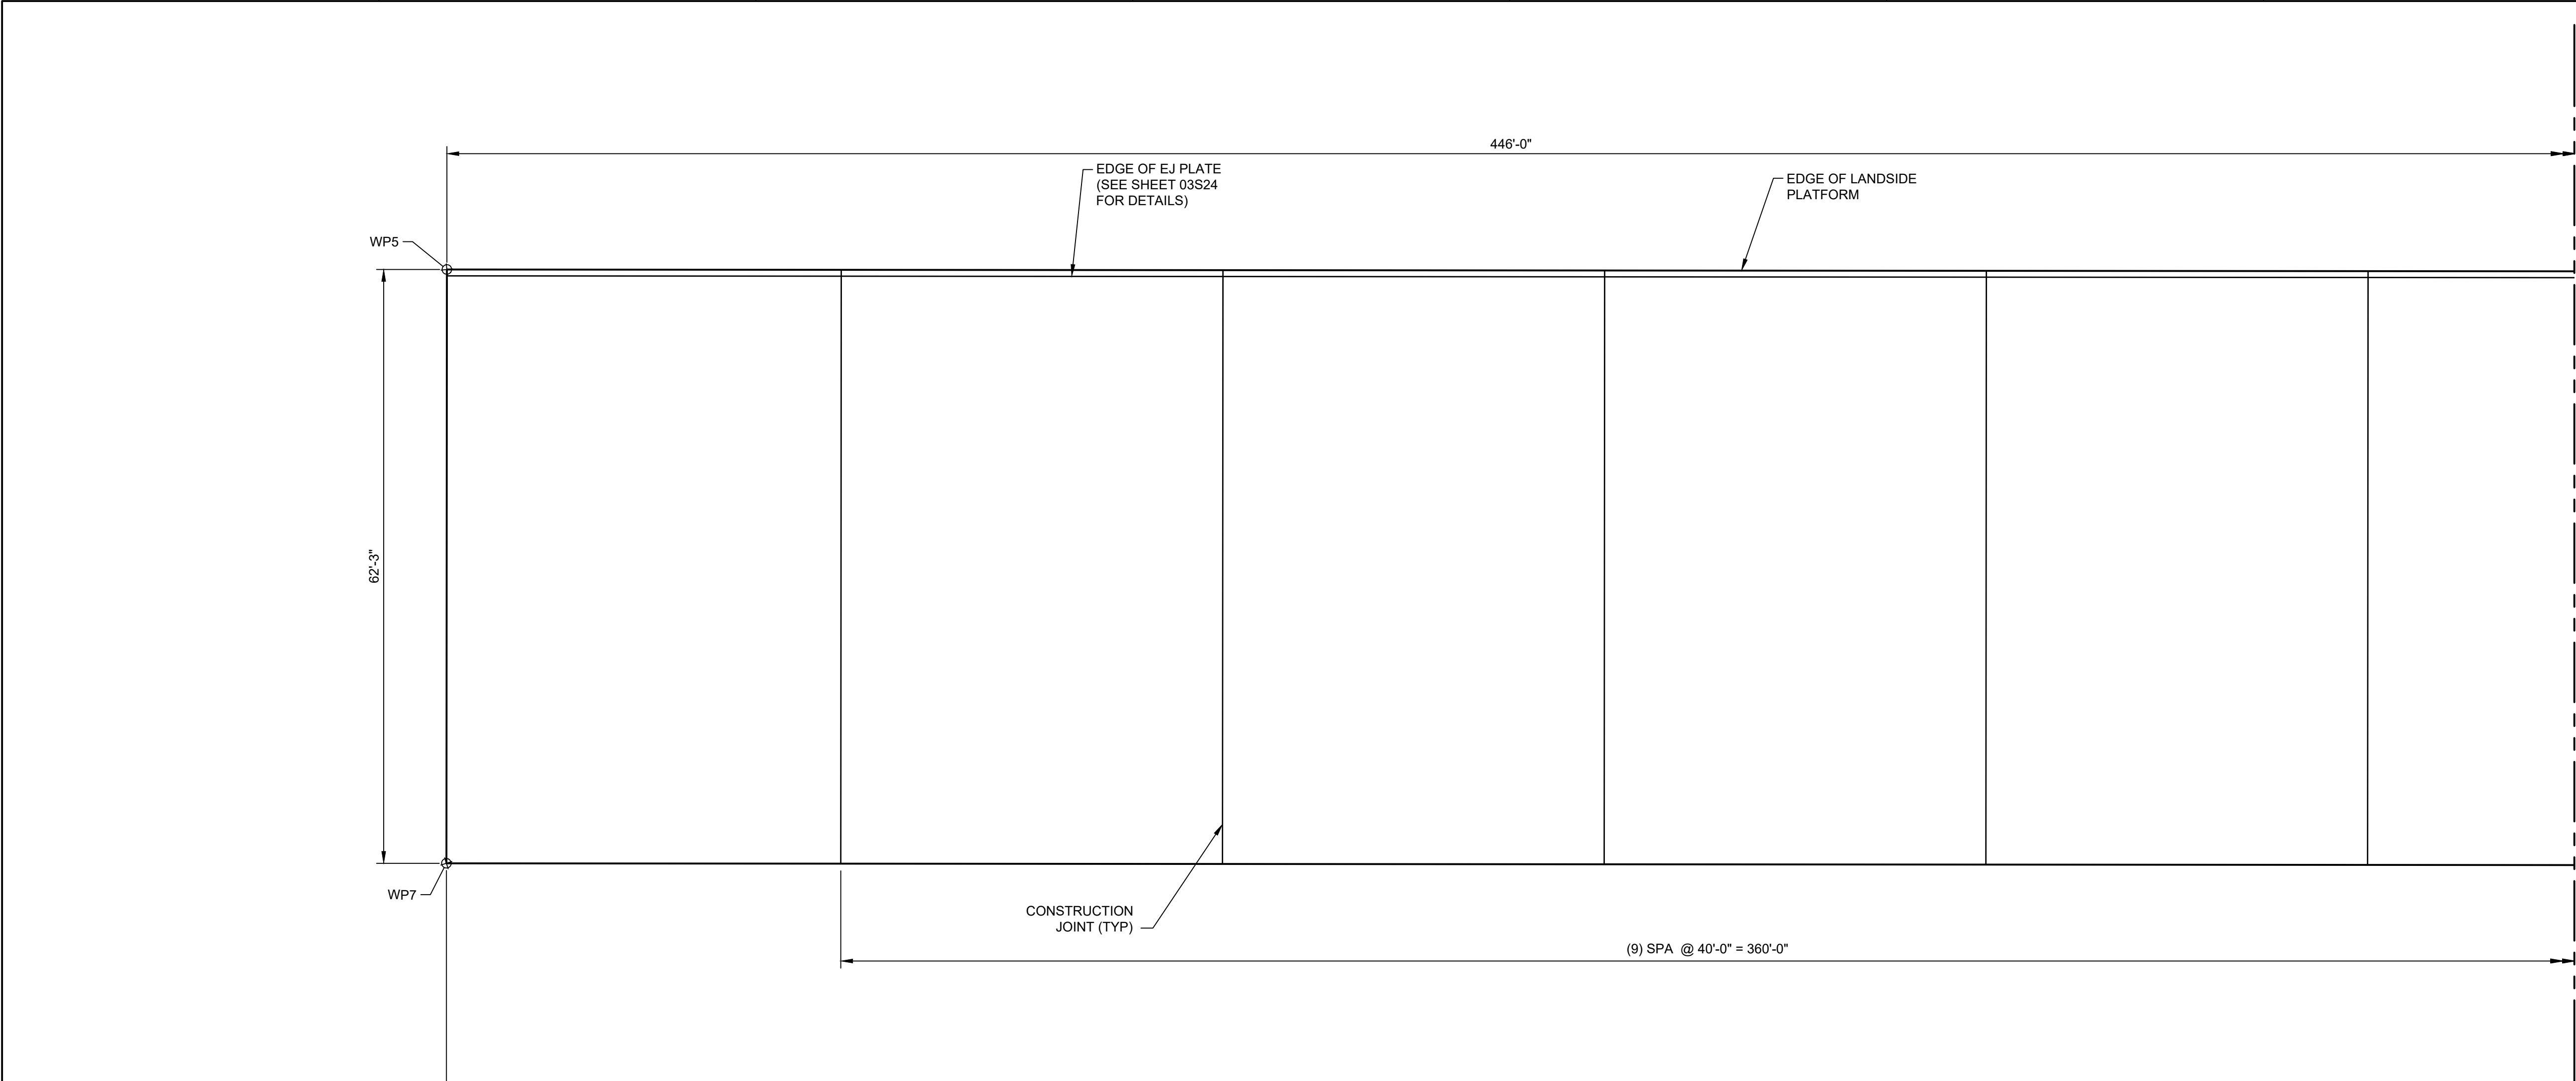 446'-0"
EDGE OF EJ PLATE
(SEE SHEET 03S24
FOR DETAILS)
EDGE OF LANDSIDE
PLATFORM
WP5
62'-3"
WP7
CONSTRUCTION
JOINT (TYP)
(9) SPA @ 40'-0" = 360'-0"